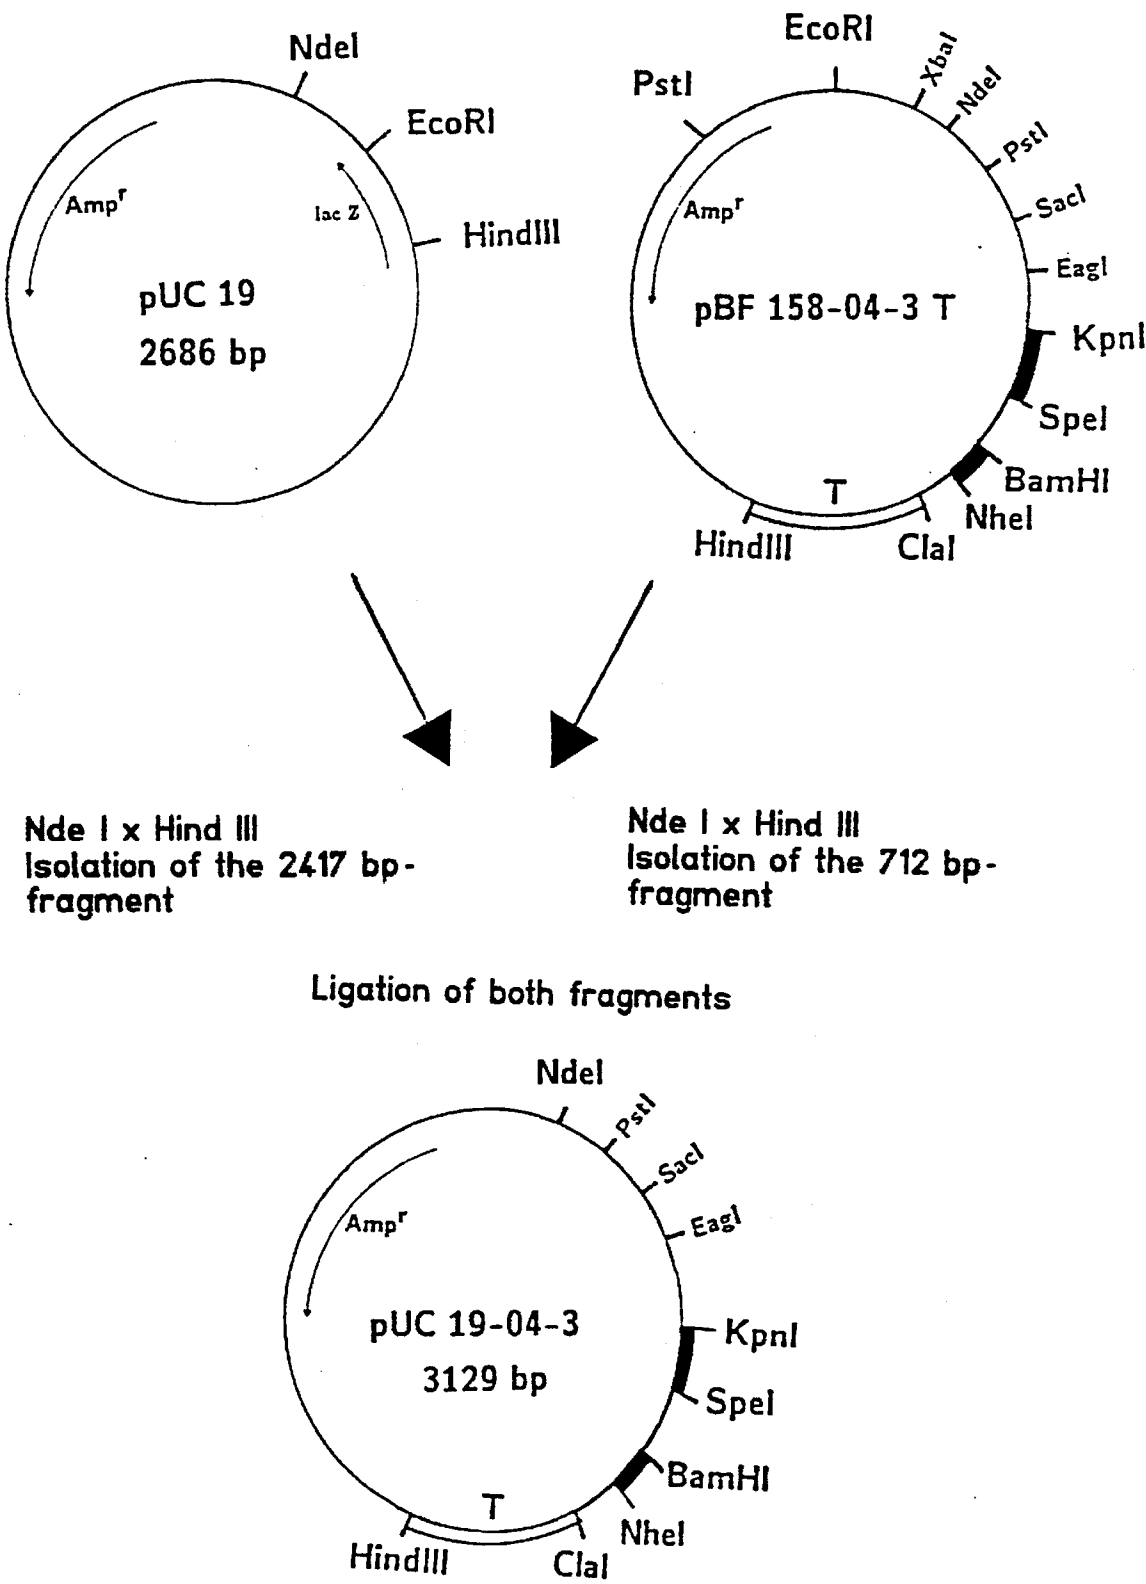 NdeI
EcoRI
HindIII
Ampʳ
lac Z
pUC 19
2686 bp
EcoRI
PstI
XbaI
NdeI
PstI
SacI
EagI
KpnI
SpeI
BamHI
NheI
ClaI
T
HindIII
Ampʳ
pBF 158-04-3 T
Nde I x Hind III
Isolation of the 2417 bp-
fragment
Nde I x Hind III
Isolation of the 712 bp-
fragment
Ligation of both fragments
NdeI
PstI
SacI
EagI
KpnI
SpeI
BamHI
NheI
ClaI
T
HindIII
Ampʳ
pUC 19-04-3
3129 bp